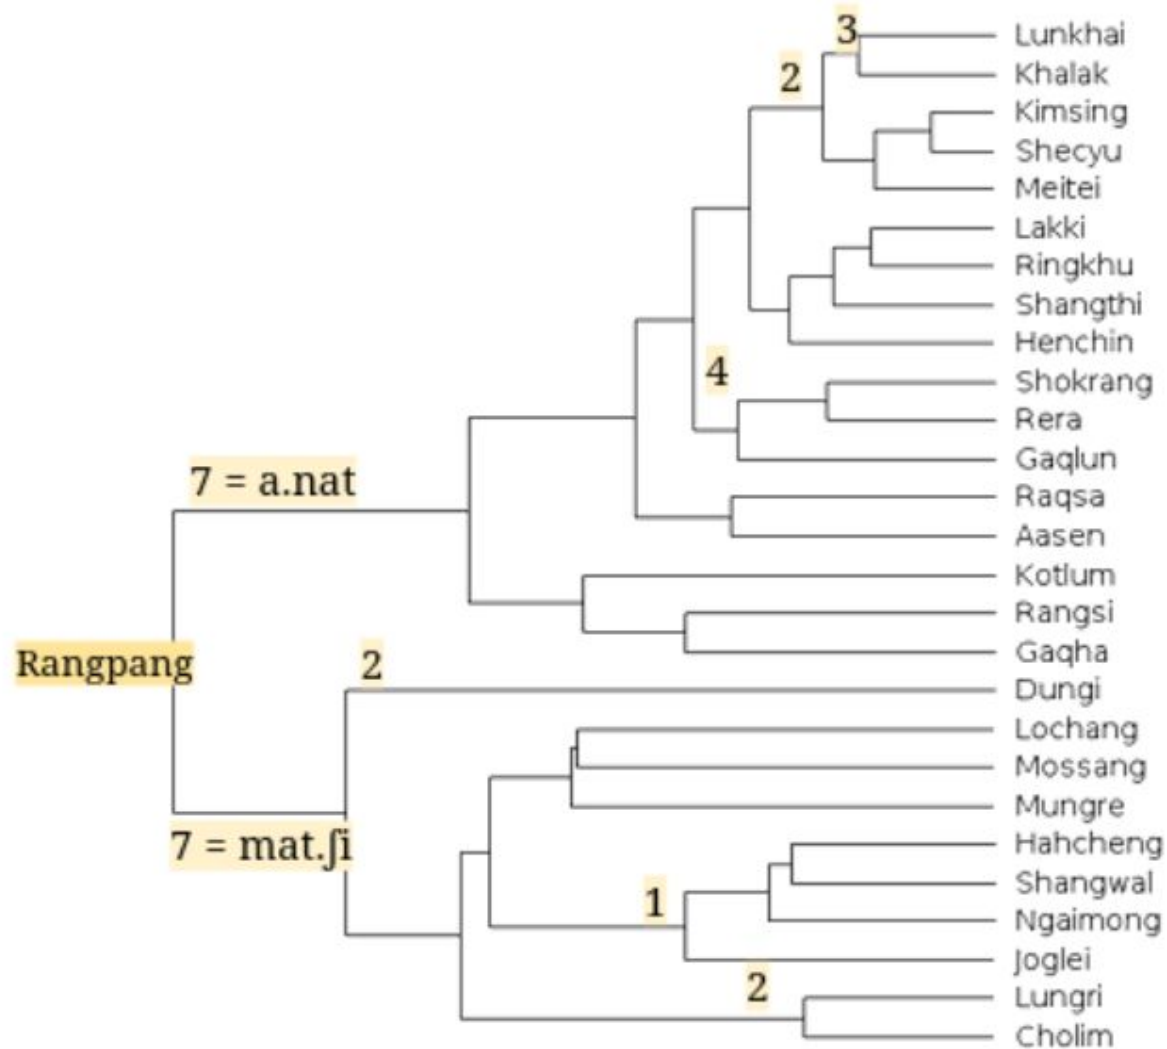 3
Lunkhai
2
Khalak
Kimsing
Shecyu
Meitei
Lakki
Ringkhu
Shangthi
Henchin
4
Shokrang
Rera
Gaqlun
7 = a.nat
Raqsa
Aasen
Kotlum
Rangsi
Rangpang
2
Gaqha
Dungi
Lochang
Mossang
Mungre
7 = mat.ʃi
Hahcheng
Shangwal
1
Ngaimong
Joglei
2
Lungri
Cholim